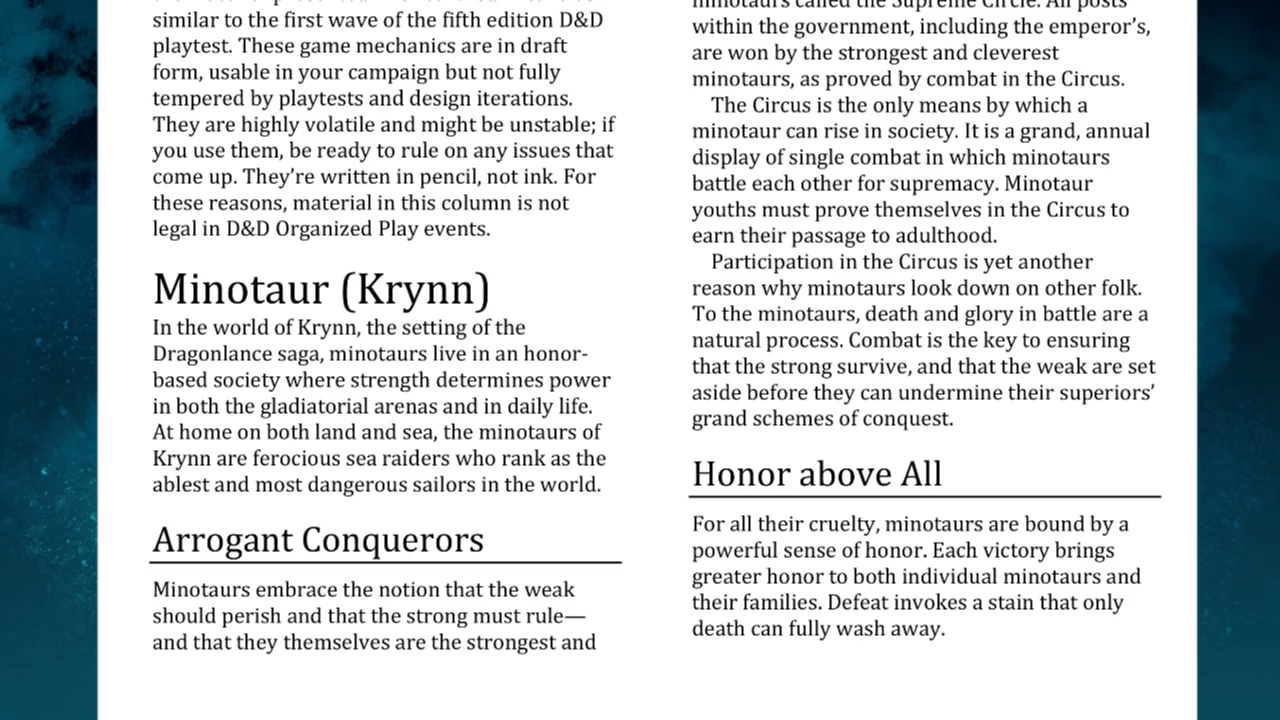 similar to the first wave of the fifth edition D&D
playtest. These game mechanics are in draft
form, usable in your campaign but not fully
tempered by playtests and design iterations.
They are highly volatile and might be unstable; if
you use them, be ready to rule on any issues that
come up. They’re written in pencil, not ink. For
these reasons, material in this column is not
legal in D&D Organized Play events.
Minotaur (Krynn)
In the world of Krynn, the setting of the
Dragonlance saga, minotaurs live in an honor-
based society where strength determines power
in both the gladiatorial arenas and in daily life.
At home on both land and sea, the minotaurs of
Krynn are ferocious sea raiders who rank as the
ablest and most dangerous sailors in the world.
Arrogant Conquerors
Minotaurs embrace the notion that the weak
should perish and that the strong must rule—
and that they themselves are the strongest and
minotaurs called the Supreme Circle. All posts
within the government, including the emperor’s,
are won by the strongest and cleverest
minotaurs, as proved by combat in the Circus.
The Circus is the only means by which a
minotaur can rise in society. It is a grand, annual
display of single combat in which minotaurs
battle each other for supremacy. Minotaur
youths must prove themselves in the Circus to
earn their passage to adulthood.
Participation in the Circus is yet another
reason why minotaurs look down on other folk.
To the minotaurs, death and glory in battle are a
natural process. Combat is the key to ensuring
that the strong survive, and that the weak are set
aside before they can undermine their superiors’
grand schemes of conquest.
Honor above All
For all their cruelty, minotaurs are bound by a
powerful sense of honor. Each victory brings
greater honor to both individual minotaurs and
their families. Defeat invokes a stain that only
death can fully wash away.